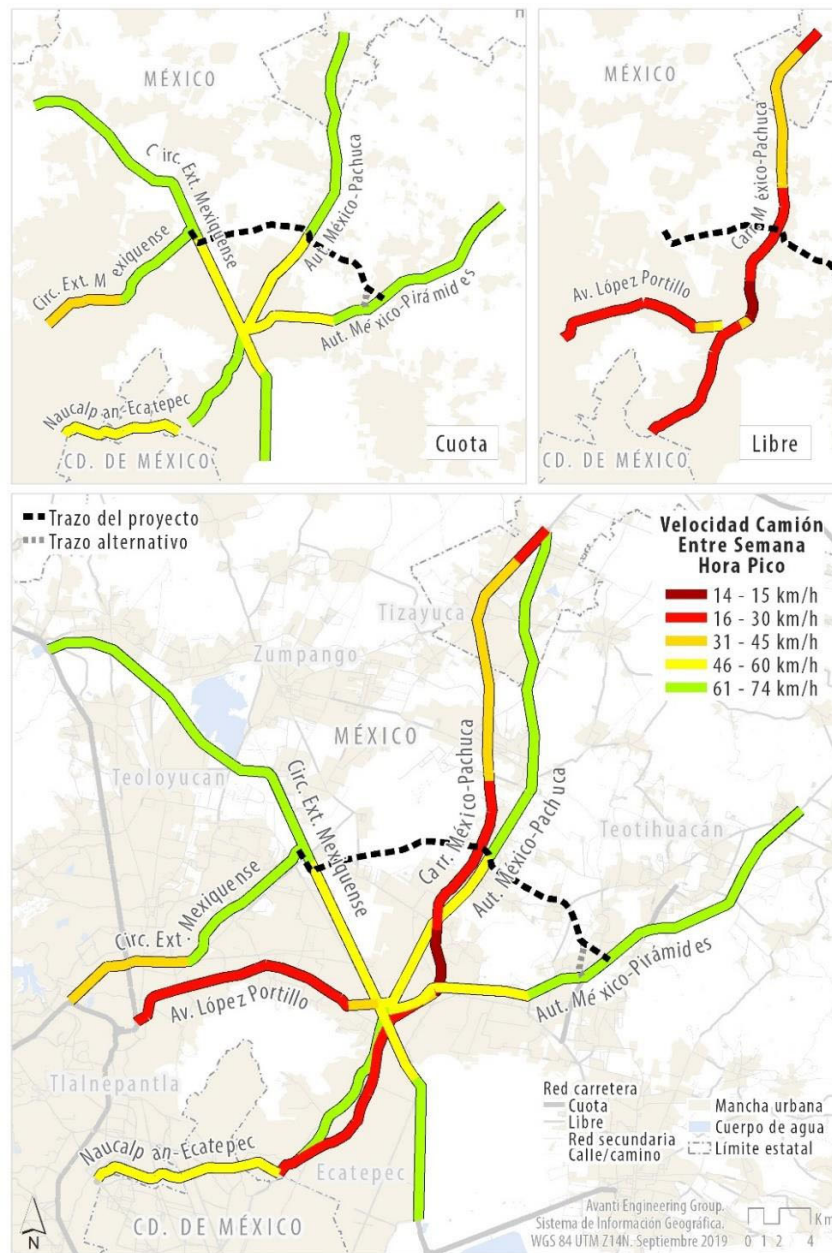 MÉXICO
Circ. Ext. Mexiquense
Aut. México-Pachuca
Circ. Ext. Mexiquense
Aut. México-Pirámides
Naucalpan-Ecatepec
CD. DE MÉXICO
Cuota
MÉXICO
Carr. México-Pachuca
Av. López Portillo
CD. DE MÉXICO
Libre
Trazo del proyecto
Trazo alternativo
Velocidad Camión
Entre Semana
Hora Pico
14 - 15 km/h
16 - 30 km/h
31 - 45 km/h
46 - 60 km/h
61 - 74 km/h
Tizayuca
Zumpango
MÉXICO
Teoloyucan
Circ. Ext. Mexiquense
Carr. México-Pachuca
Aut. México-Pachuca
Teotihuacán
Circ. Ext. Mexiquense
Av. López Portillo
Aut. México-Pirámides
Tlalnepantla
Naucalpan-Ecatepec
Ecatepec
CD. DE MÉXICO
Red carretera
Cuota
Libre
Red secundaria
Calle/camino
Mancha urbana
Cuerpo de agua
Límite estatal
N
Avanti Engineering Group.
Sistema de Información Geográfica.
WGS 84 UTM Z14N. Septiembre 2019
Km
0 1 2 4